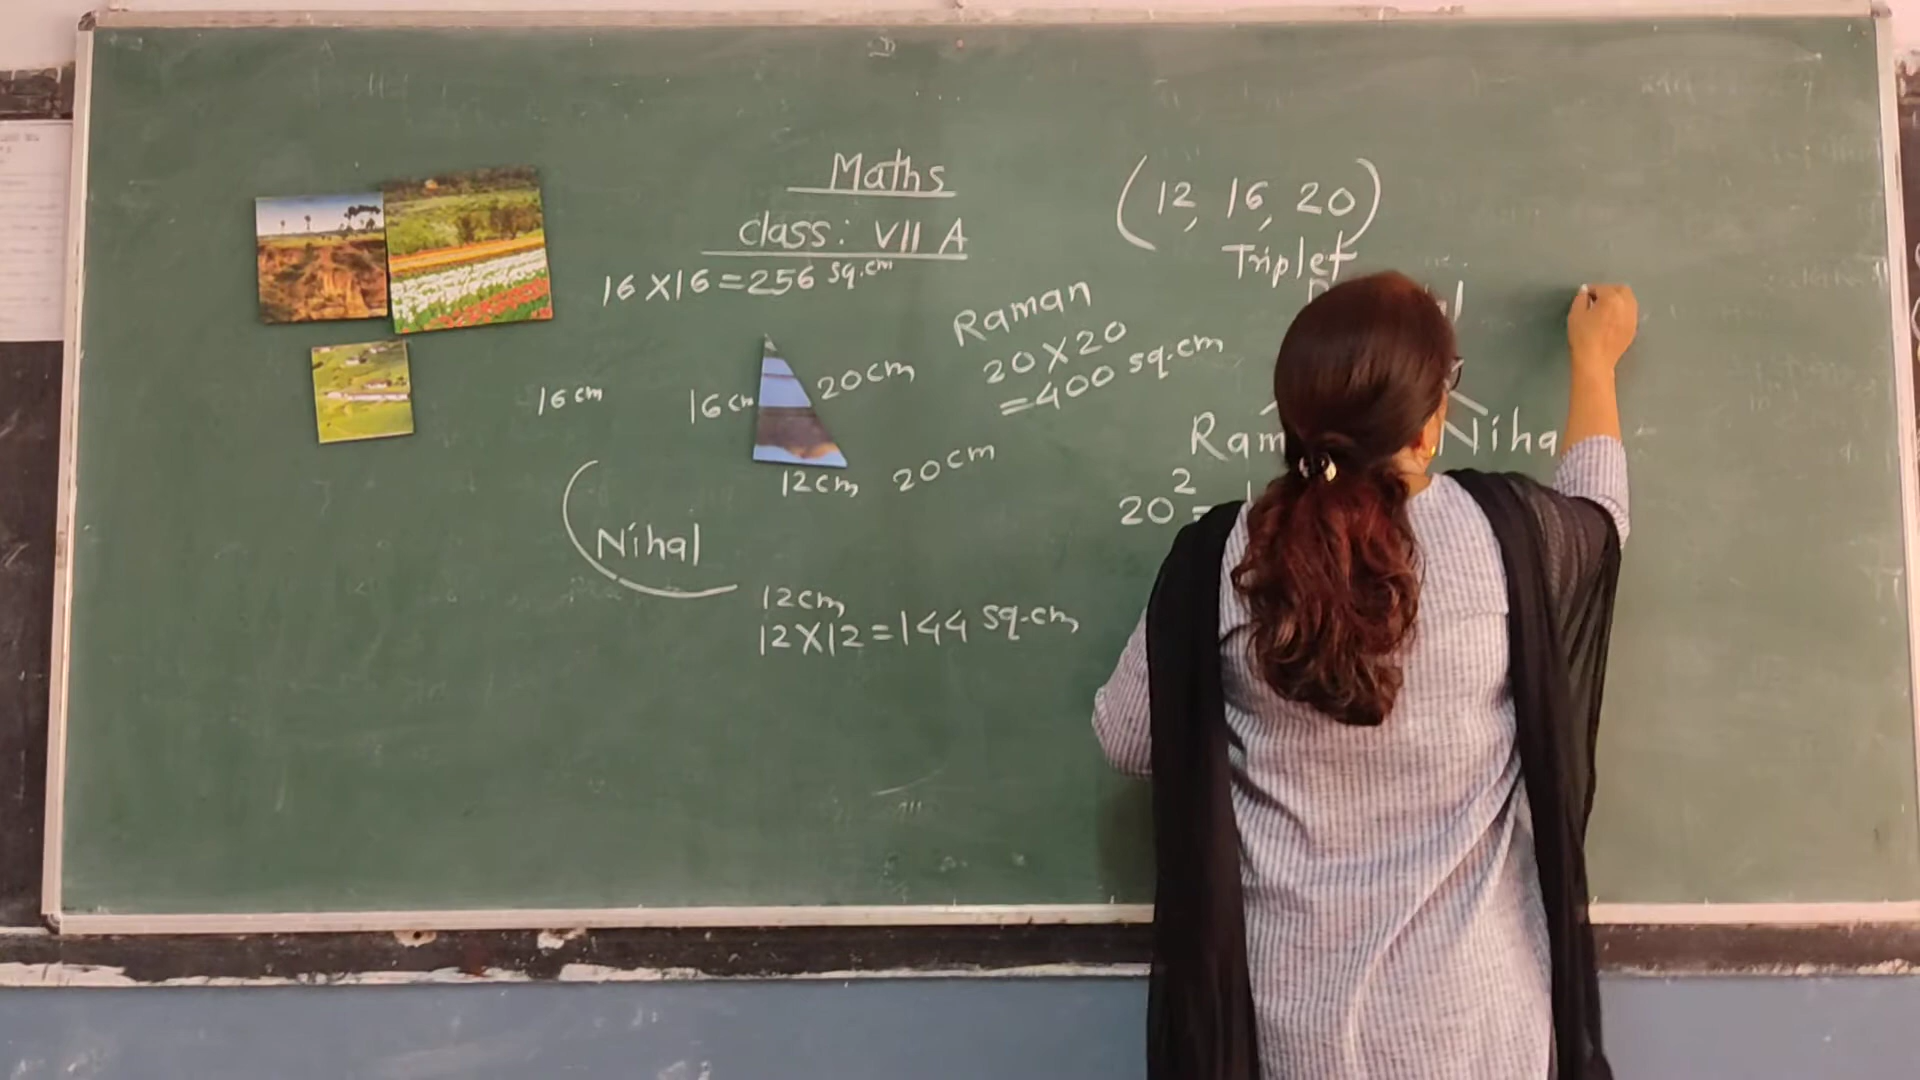 Maths
class: VII A
16 X 16 = 256 sq.cm
16 cm
16 cm
20cm
12cm
20cm
Raman
20 X 20
= 400 sq.cm
Nihal
12cm
12 X 12 = 144 sq.cm
(12, 16, 20)
Triplet
20² =